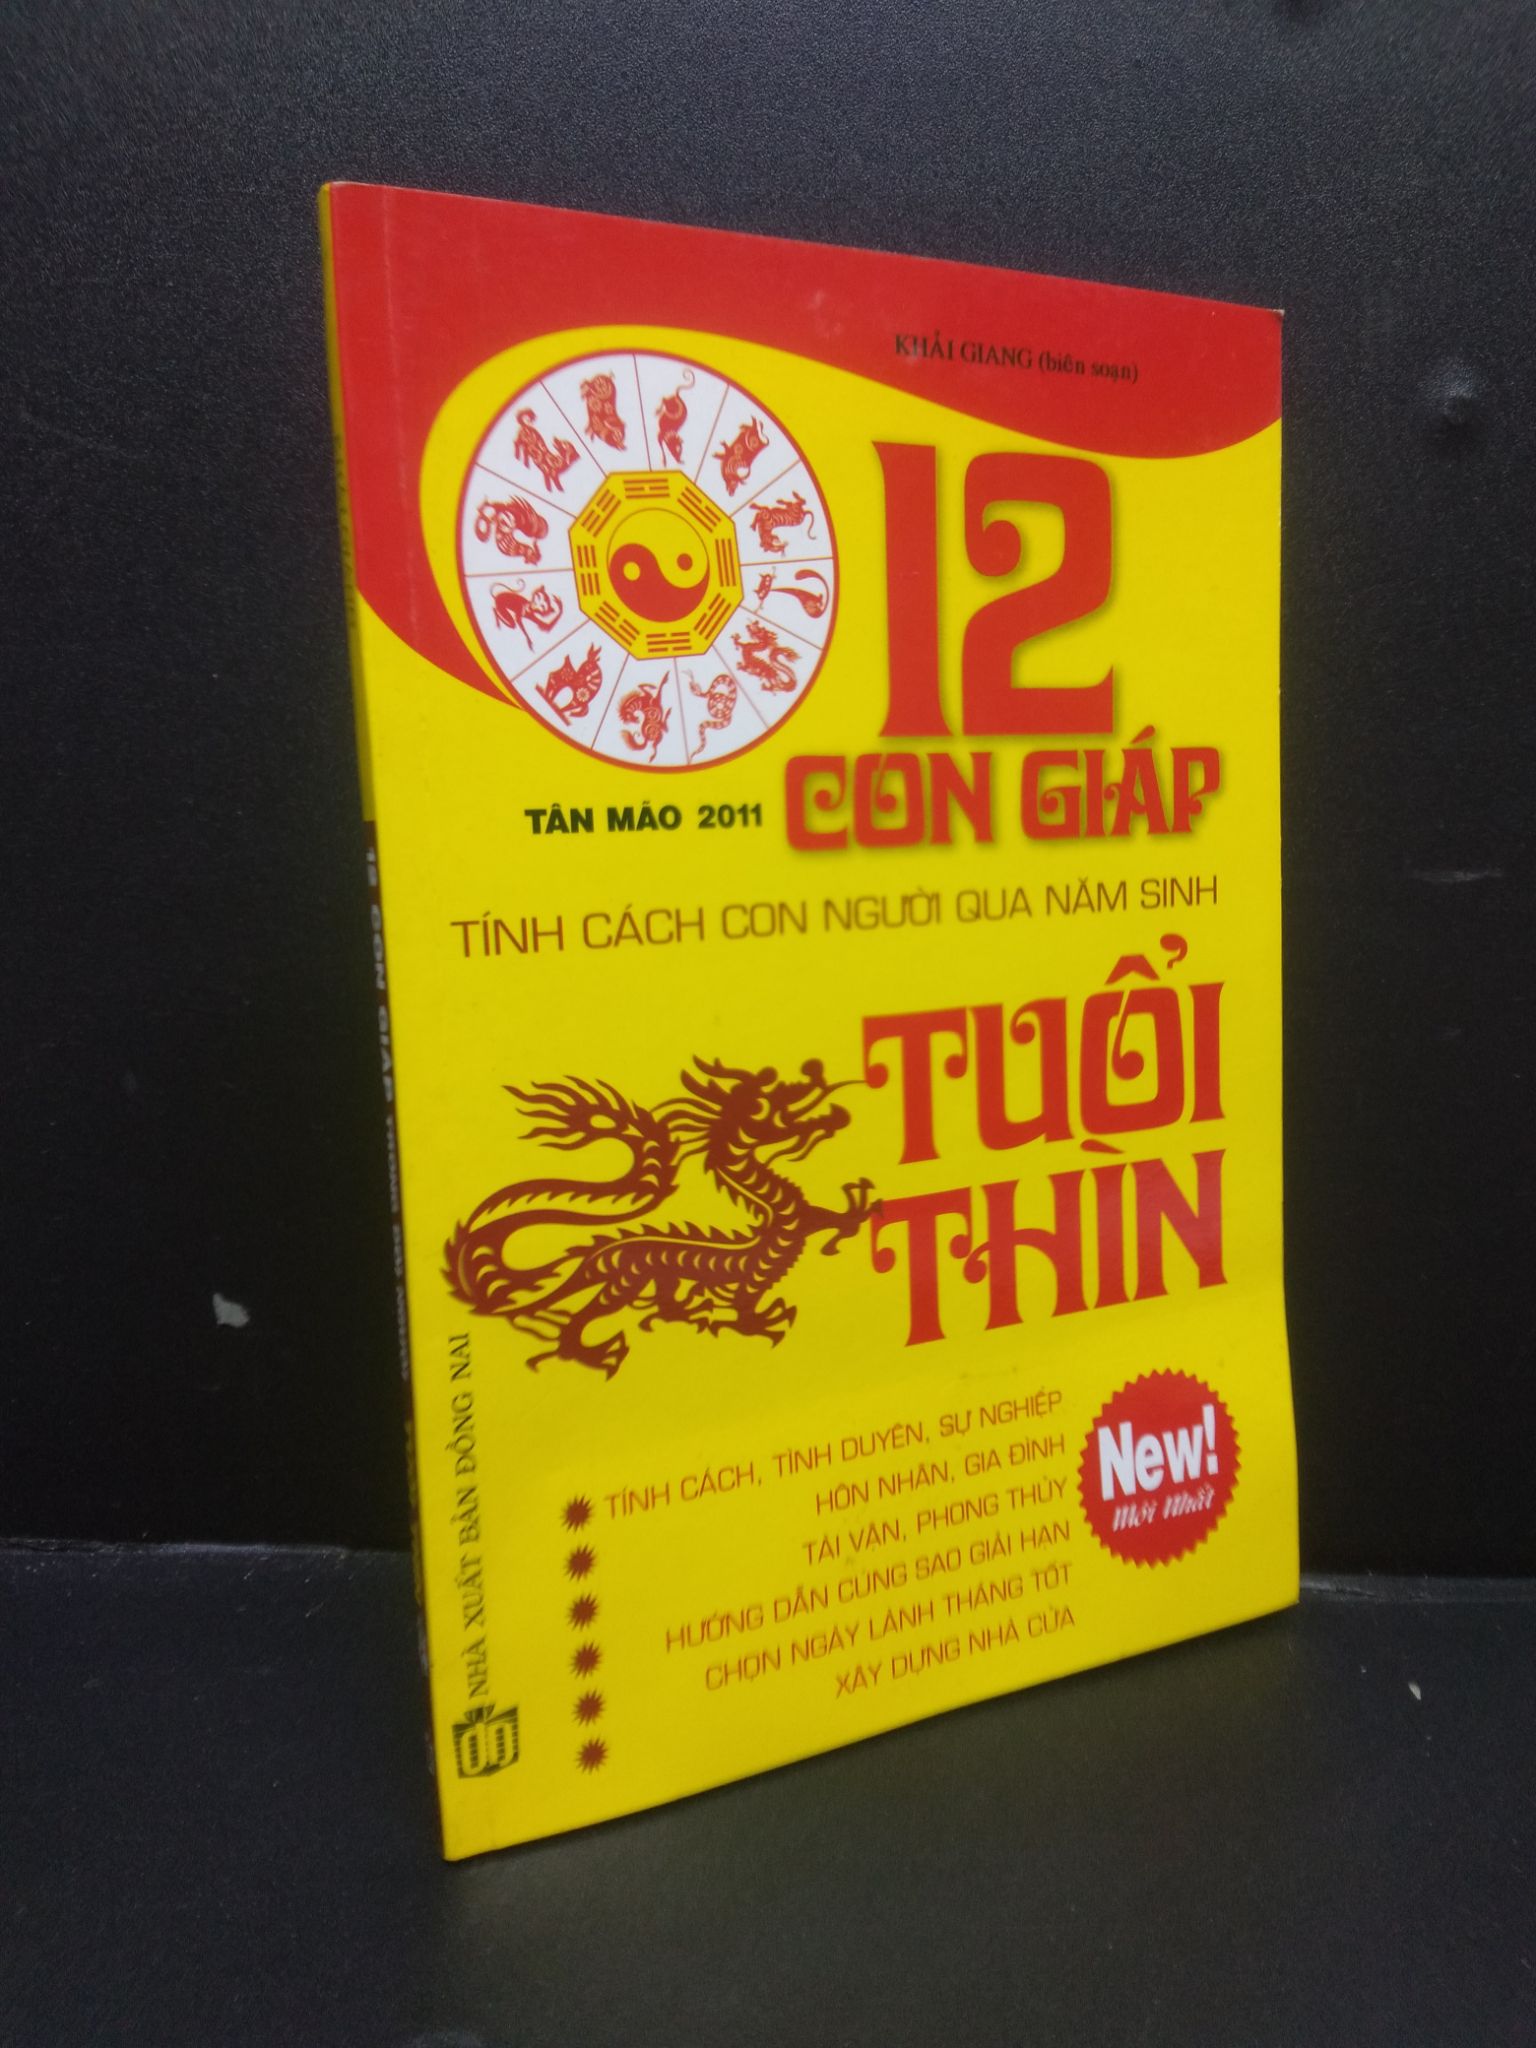 KHẢI GIANG (biên soạn)
12
CON GIÁP
TÂN MÃO 2011
TÍNH CÁCH CON NGƯỜI QUA NĂM SINH
TUỔI
THÌN
TÍNH CÁCH, TÌNH DUYÊN, SỰ NGHIỆP
HÔN NHÂN, GIA ĐÌNH
TÀI VẬN, PHONG THỦY
HƯỚNG DẪN CÚNG SAO GIẢI HẠN
CHỌN NGÀY LÀNH THÁNG TỐT
XÂY DỰNG NHÀ CỬA
New!
Mới Nhất
NHÀ XUẤT BẢN ĐỒNG NAI
12 CON GIÁP